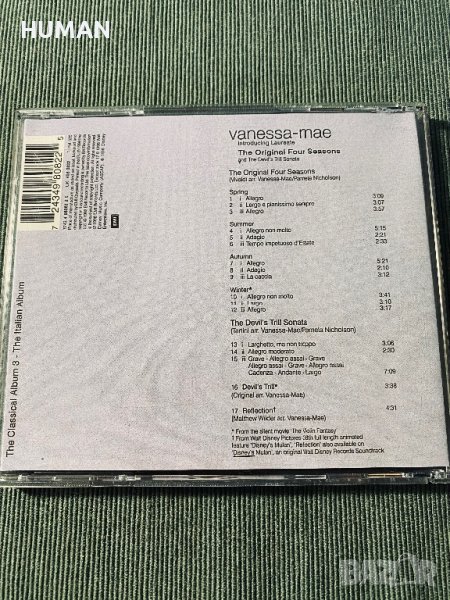 HUMAN
vanessa-mae
Introducing Laureate
The Original Four Seasons
and The Devil's Trill Sonata
The Original Four Seasons
(Vivaldi arr. Vanessa-Mae/Pamela Nicholson)
Spring
1 i Allegro 3:09
2 ii Largo e pianissimo sempre 3:07
3 iii Allegro 3:57
Summer
4 i Allegro non molto 5:15
5 ii Adagio 2:21
6 iii Tempo impetuoso d'Estate 2:33
Autumn
7 i Allegro 5:21
8 ii Adagio 2:10
9 iii La caccia 3:12
Winter*
10 i Allegro non molto 3:41
11 ii Largo 3:10
12 iii Allegro 3:17
The Devil's Trill Sonata
(Tartini arr. Vanessa-Mae/Pamela Nicholson)
13 i Larghetto, ma non troppo 3:06
14 ii Allegro moderato 2:30
15 iii Grave - Allegro assai - Grave
Allegro assai - Grave - Allegro assai
Cadenza - Andante - Largo 7:09
16 Devil's Trill* 3:38
(Original arr. Vanessa-Mae)
17 Reflection† 4:31
(Matthew Wilder arr. Vanessa-Mae)
* From the silent movie 'The Violin Fantasy'
† From Walt Disney Pictures 36th full length animated
feature 'Disney's Mulan'. 'Reflection' also available on
'Disney's Mulan', an original Walt Disney Records Soundtrack
The Classical Album 3 - The Italian Album
7 24349 80822 5
EMI
BAZAR